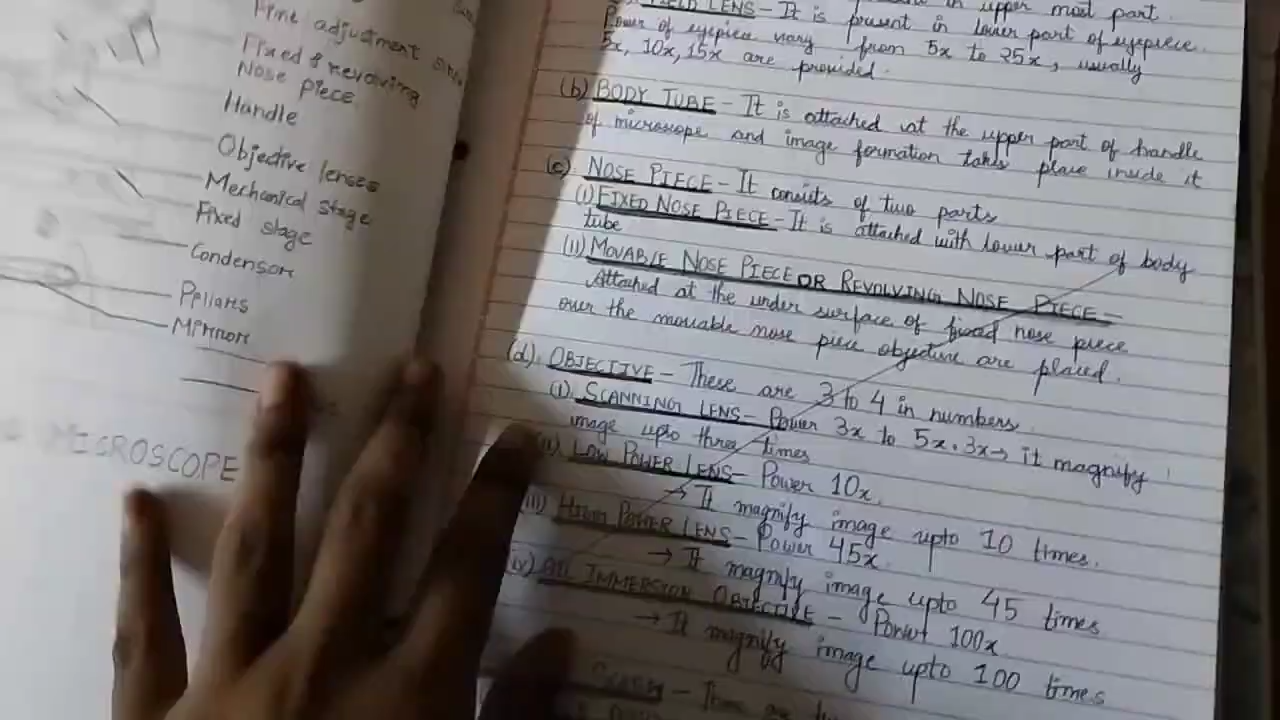 Fine adjustment
Fixed & revolving
Nose piece
Handle
Objective lenses
Mechanical stage
Fixed stage
Condensor
Pillars
Mirror
MICROSCOPE
in upper most part.
LENS - It is present in lower part of eyepiece.
Power of eyepiece vary from 5x to 25x, usually
5x, 10x, 15x are provided.
(b) BODY TUBE - It is attached at the upper part of handle
of microscope and image formation takes place inside it
(c) NOSE PIECE - It consits of two parts
(i) FIXED NOSE PIECE - It is attached with lower part of body
tube
(ii) MOVABLE NOSE PIECE OR REVOLVING NOSE PIECE -
Attached at the under surface of fixed nose piece
over the movable nose piece objective are placed.
(d). OBJECTIVE - These are 3 to 4 in numbers
(i). SCANNING LENS - Power 3x to 5x. 3x → it magnify
image upto three times
(ii) LOW POWER LENS - Power 10x.
→ It magnify image upto 10 times.
(iii) HIGH POWER LENS - Power 45x.
→ It magnify image upto 45 times
(iv) OIL IMMERSION OBJECTIVE - Power 100x
→ It magnify image upto 100 times